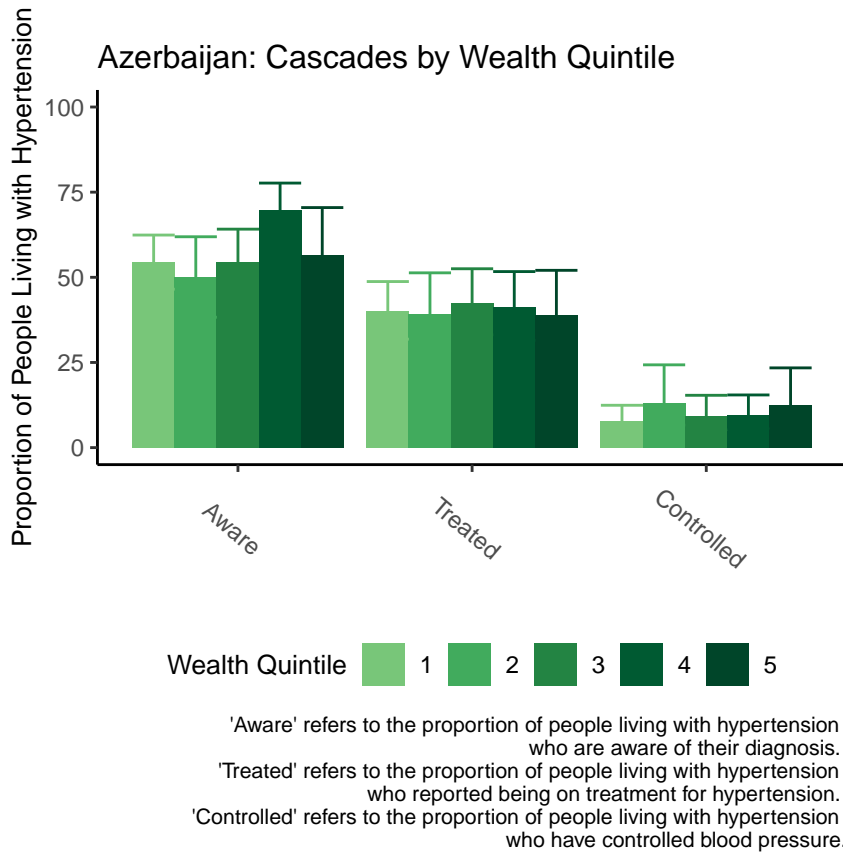 Azerbaijan: Cascades by Wealth Quintile
Proportion of People Living with Hypertension
100
75
50
25
0
Aware
Treated
Controlled
Wealth Quintile 1 2 3 4 5
'Aware' refers to the proportion of people living with hypertension
who are aware of their diagnosis.
'Treated' refers to the proportion of people living with hypertension
who reported being on treatment for hypertension.
'Controlled' refers to the proportion of people living with hypertension
who have controlled blood pressure.